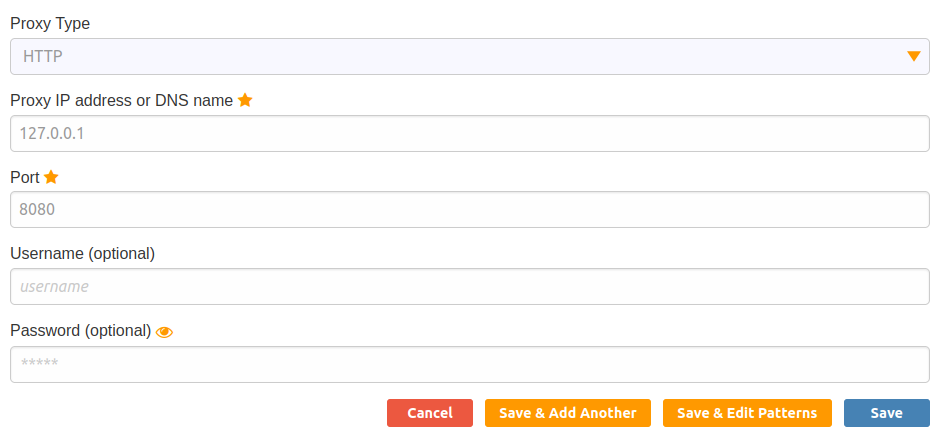 Proxy Type
HTTP
Proxy IP address or DNS name
127.0.0.1
Port
8080
Username (optional)
username
Password (optional)
*****
Cancel Save & Add Another Save & Edit Patterns Save